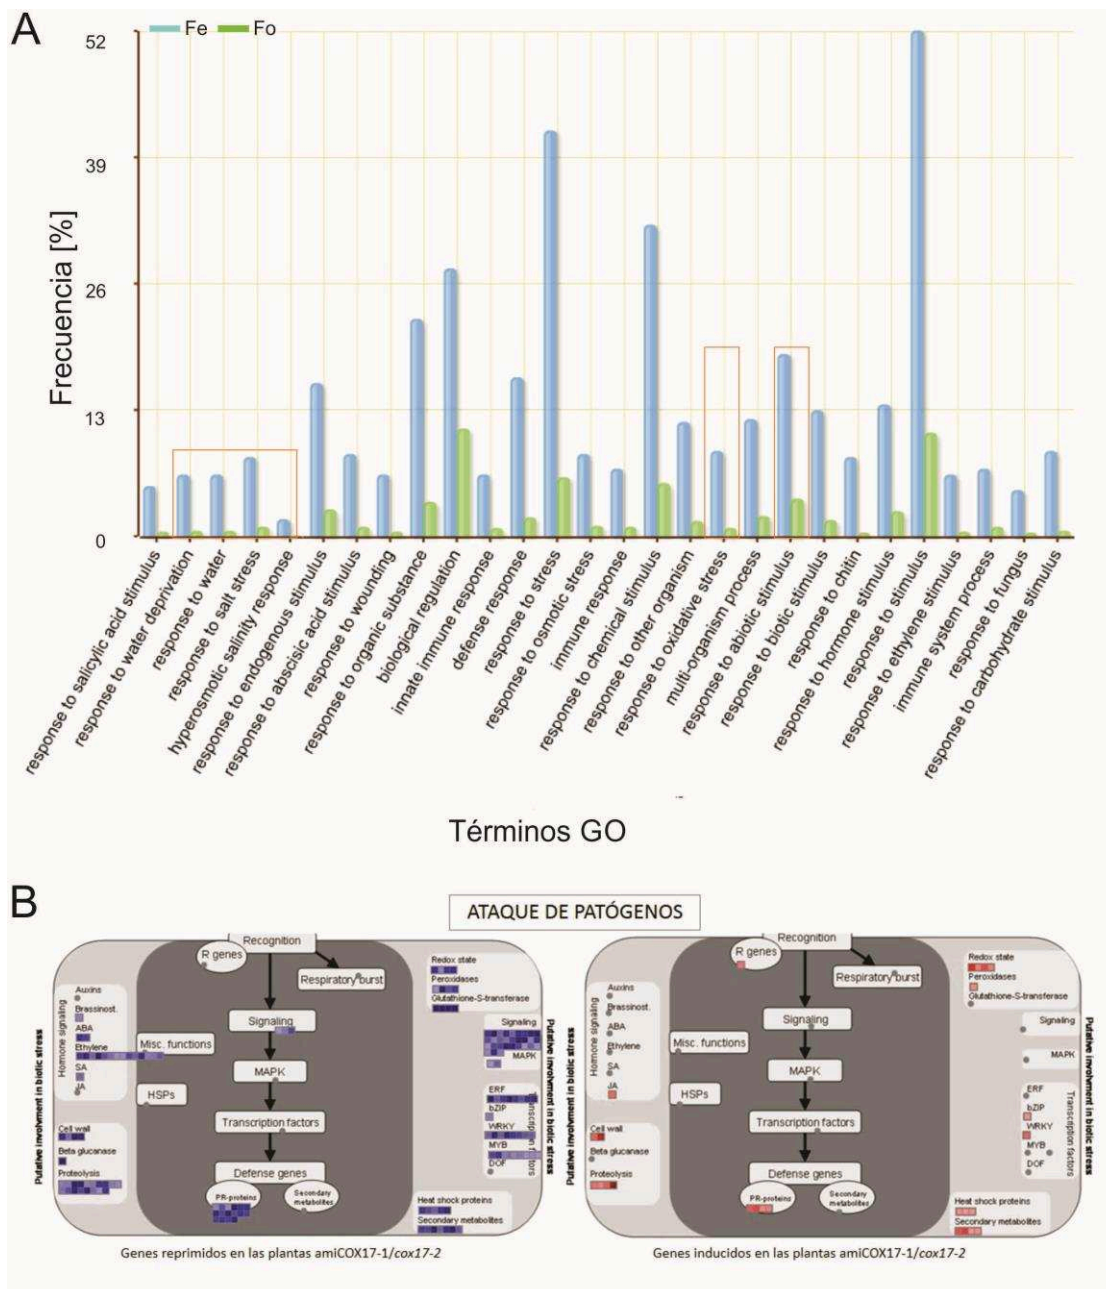 A
Fe
Fo
52
39
26
13
0
Frecuencia [%]
response to salicylic acid stimulus
response to water deprivation
response to water
response to salt stress
hyperosmotic salinity response
response to endogenous stimulus
response to abscisic acid stimulus
response to wounding
response to organic substance
biological regulation
innate immune response
defense response
response to stress
response to osmotic stress
immune response
response to chemical stimulus
response to other organism
response to oxidative stress
multi-organism process
response to abiotic stimulus
response to biotic stimulus
response to chitin
response to hormone stimulus
response to stimulus
response to ethylene stimulus
immune system process
response to fungus
response to carbohydrate stimulus
Términos GO
B
ATAQUE DE PATÓGENOS
Putative involvment in biotic stress
Hormone signaling
Auxins
Brassinost.
ABA
Ethylene
SA
JA
Cell wall
Beta glucanase
Proteolysis
Recognition
R genes
Respiratory burst
Signaling
Misc. functions
MAPK
HSPs
Transcription factors
Defense genes
PR-proteins
Secondary
metabolites
Redox state
Peroxidases
Glutathione-S-transferase
Signaling
MAPK
ERF
bZIP
WRKY
MYB
DOF
Transcription
factors
Heat shock proteins
Secondary metabolites
Putative involvment in biotic stress
Genes reprimidos en las plantas amiCOX17-1/cox17-2
Putative involvment in biotic stress
Hormone signaling
Auxins
Brassinost.
ABA
Ethylene
SA
JA
Cell wall
Beta glucanase
Proteolysis
Recognition
R genes
Respiratory burst
Signaling
Misc. functions
MAPK
HSPs
Transcription factors
Defense genes
PR-proteins
Secondary
metabolites
Redox state
Peroxidases
Glutathione-S-transferase
Signaling
MAPK
ERF
bZIP
WRKY
MYB
DOF
Transcription factors
Heat shock proteins
Secondary metabolites
Putative involvment in biotic stress
Genes inducidos en las plantas amiCOX17-1/cox17-2